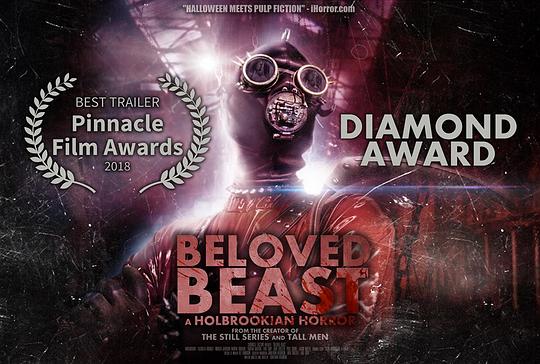 "HALLOWEEN MEETS PULP FICTION" - iHorror.com
BEST TRAILER
Pinnacle
Film Awards
2018
DIAMOND
AWARD
BELOVED
BEAST
A HOLBROOKIAN HORROR
FROM THE CREATOR OF
THE STILL SERIES AND TALL MEN